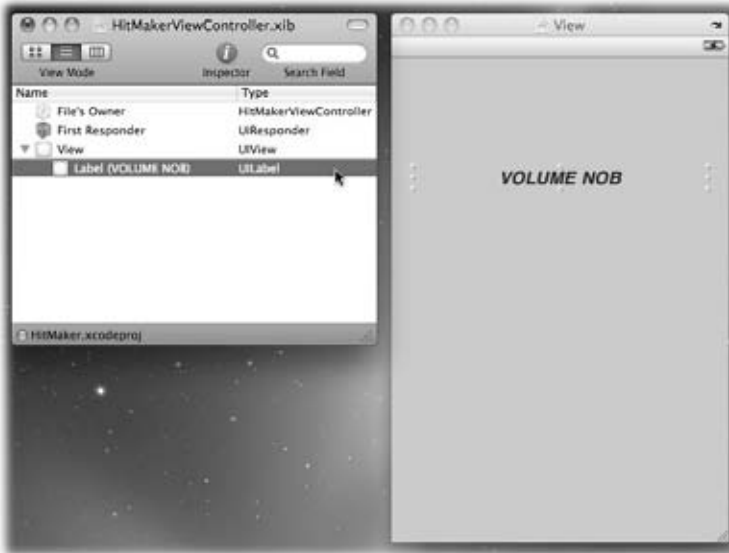 HitMakerViewController.xib
View Mode
Inspector
Search Field
Name
Type
File's Owner
HitMakerViewController
First Responder
UIResponder
View
UIView
Label (VOLUME NOB)
UILabel
HitMaker.xcodeproj
View
VOLUME NOB